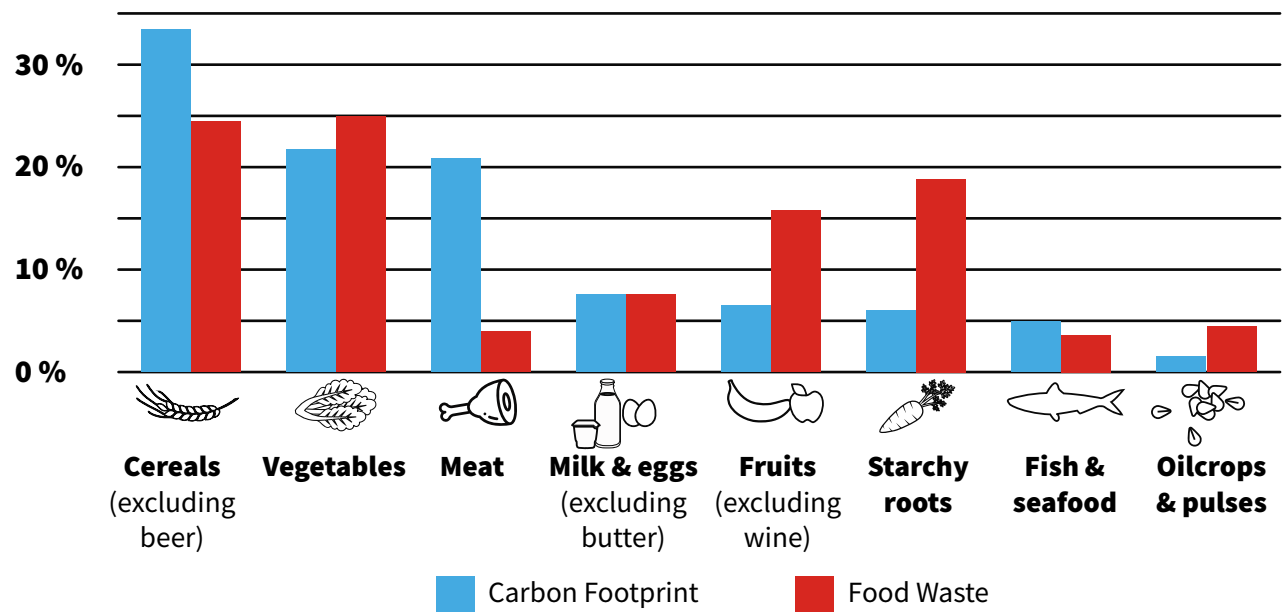 30 %
20 %
10 %
0 %
Cereals
(excluding
beer)
Vegetables
Meat
Milk & eggs
(excluding
butter)
Fruits
(excluding
wine)
Starchy
roots
Fish &
seafood
Oilcrops
& pulses
Carbon Footprint
Food Waste